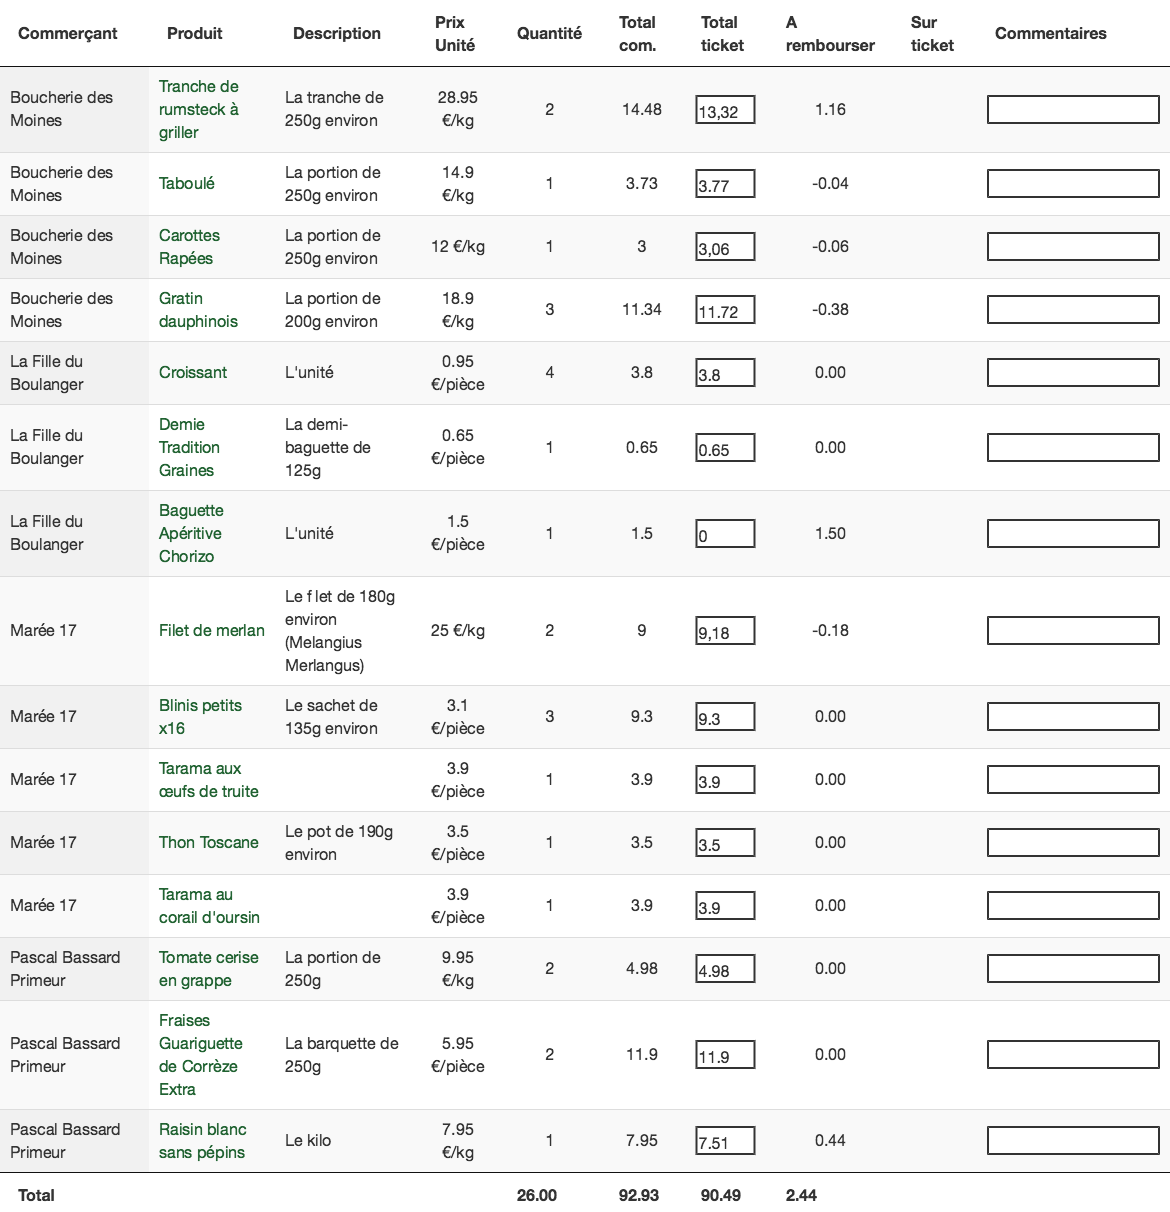 Commerçant Produit Description Prix Unité Quantité Total com. Total ticket A rembourser Sur ticket Commentaires
Boucherie des Moines Tranche de rumsteck à griller La tranche de 250g environ 28.95 €/kg 2 14.48 13,32 1.16
Boucherie des Moines Taboulé La portion de 250g environ 14.9 €/kg 1 3.73 3.77 -0.04
Boucherie des Moines Carottes Rapées La portion de 250g environ 12 €/kg 1 3 3,06 -0.06
Boucherie des Moines Gratin dauphinois La portion de 200g environ 18.9 €/kg 3 11.34 11.72 -0.38
La Fille du Boulanger Croissant L'unité 0.95 €/pièce 4 3.8 3.8 0.00
La Fille du Boulanger Demie Tradition Graines La demi-baguette de 125g 0.65 €/pièce 1 0.65 0.65 0.00
La Fille du Boulanger Baguette Apéritive Chorizo L'unité 1.5 €/pièce 1 1.5 0 1.50
Marée 17 Filet de merlan Le f let de 180g environ (Melangius Merlangus) 25 €/kg 2 9 9,18 -0.18
Marée 17 Blinis petits x16 Le sachet de 135g environ 3.1 €/pièce 3 9.3 9.3 0.00
Marée 17 Tarama aux œufs de truite 3.9 €/pièce 1 3.9 3.9 0.00
Marée 17 Thon Toscane Le pot de 190g environ 3.5 €/pièce 1 3.5 3.5 0.00
Marée 17 Tarama au corail d'oursin 3.9 €/pièce 1 3.9 3.9 0.00
Pascal Bassard Primeur Tomate cerise en grappe La portion de 250g 9.95 €/kg 2 4.98 4.98 0.00
Pascal Bassard Primeur Fraises Guariguette de Corrèze Extra La barquette de 250g 5.95 €/pièce 2 11.9 11.9 0.00
Pascal Bassard Primeur Raisin blanc sans pépins Le kilo 7.95 €/kg 1 7.95 7.51 0.44
Total 26.00 92.93 90.49 2.44